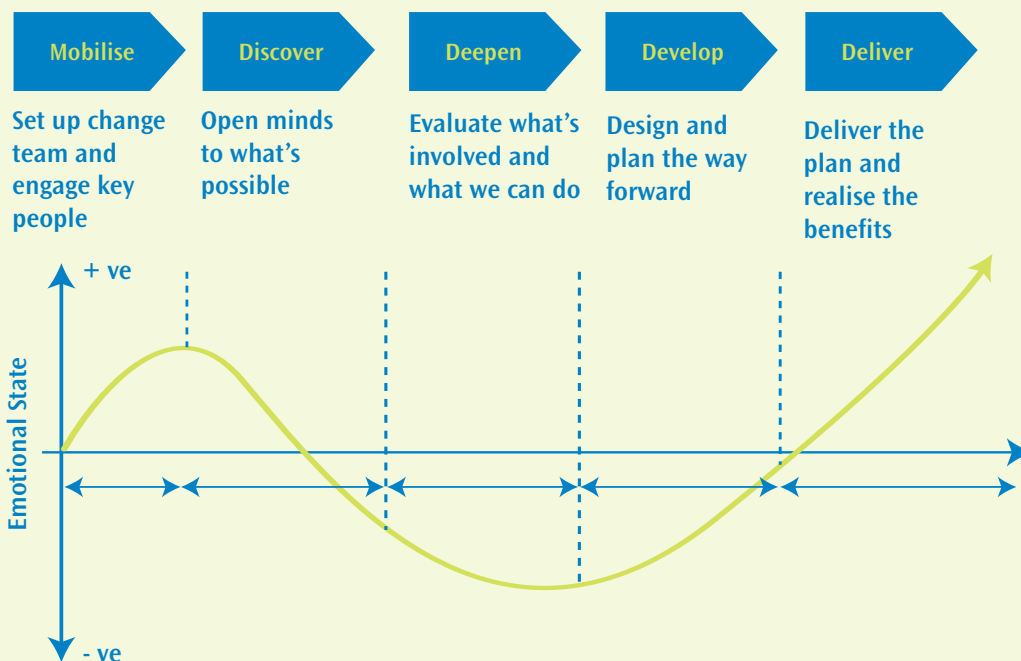 Mobilise
Discover
Deepen
Develop
Deliver
Set up change
team and
engage key
people
Open minds
to what's
possible
Evaluate what's
involved and
what we can do
Design and
plan the way
forward
Deliver the
plan and
realise the
benefits
+ ve
Emotional State
- ve